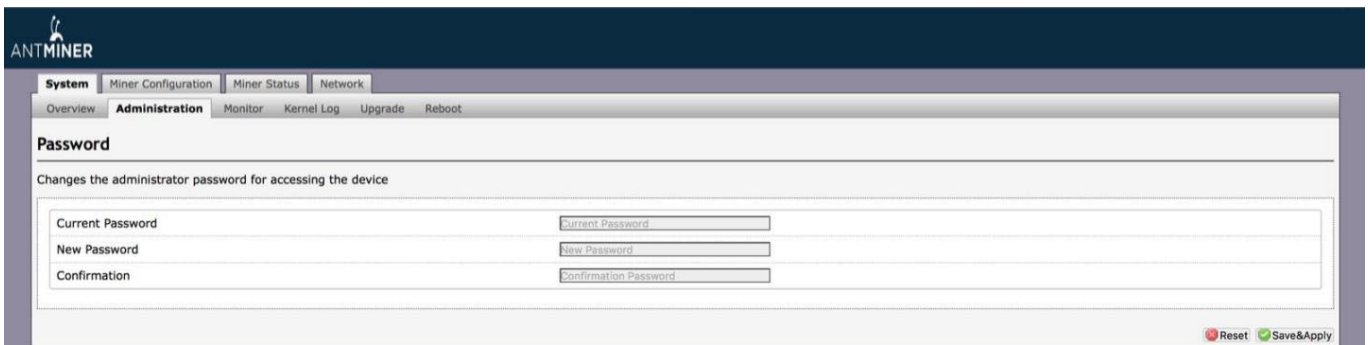 ANTMINER
System Miner Configuration Miner Status Network
Overview Administration Monitor Kernel Log Upgrade Reboot
Password
Changes the administrator password for accessing the device
Current Password Current Password
New Password New Password
Confirmation Confirmation Password
Reset Save&Apply